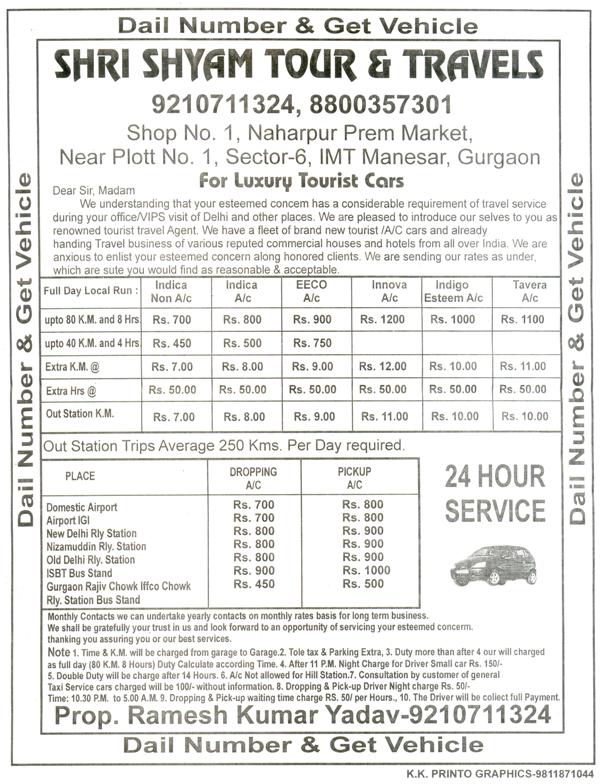 Dail Number & Get Vehicle
Dail Number & Get Vehicle
Dail Number & Get Vehicle
SHRI SHYAM TOUR & TRAVELS
9210711324, 8800357301
Shop No. 1, Naharpur Prem Market,
Near Plott No. 1, Sector-6, IMT Manesar, Gurgaon
For Luxury Tourist Cars
Dear Sir, Madam
We understanding that your esteemed concem has a considerable requirement of travel service
during your office/VIPS visit of Delhi and other places. We are pleased to introduce our selves to you as
renowned tourist travel Agent. We have a fleet of brand new tourist /A/C cars and already
handing Travel business of various reputed commercial houses and hotels from all over India. We are
anxious to enlist your esteemed concern along honored clients. We are sending our rates as under,
which are sute you would find as reasonable & acceptable.
Full Day Local Run : Indica Non A/c Indica A/c EECO A/c Innova A/c Indigo Esteem A/c Tavera A/c
upto 80 K.M. and 8 Hrs. Rs. 700 Rs. 800 Rs. 900 Rs. 1200 Rs. 1000 Rs. 1100
upto 40 K.M. and 4 Hrs. Rs. 450 Rs. 500 Rs. 750
Extra K.M. @ Rs. 7.00 Rs. 8.00 Rs. 9.00 Rs. 12.00 Rs. 10.00 Rs. 11.00
Extra Hrs @ Rs. 50.00 Rs. 50.00 Rs. 50.00 Rs. 50.00 Rs. 50.00 Rs. 50.00
Out Station K.M. Rs. 7.00 Rs. 8.00 Rs. 9.00 Rs. 11.00 Rs. 10.00 Rs. 10.00
Out Station Trips Average 250 Kms. Per Day required.
PLACE DROPPING A/C PICKUP A/C
Domestic Airport Rs. 700 Rs. 800
Airport IGI Rs. 700 Rs. 800
New Delhi Rly Station Rs. 800 Rs. 900
Nizamuddin Rly. Station Rs. 800 Rs. 900
Old Delhi Rly. Station Rs. 800 Rs. 900
ISBT Bus Stand Rs. 900 Rs. 1000
Gurgaon Rajiv Chowk Iffco Chowk Rs. 450 Rs. 500
Rly. Station Bus Stand
24 HOUR
SERVICE
Monthly Contacts we can undertake yearly contacts on monthly rates basis for long term business.
We shall be gratefully your trust in us and look forward to an opportunity of servicing your esteemed concern.
thanking you assuring you or our best services.
Note 1. Time & K.M. will be charged from garage to Garage.2. Tole tax & Parking Extra, 3. Duty more than after 4 our will charged
as full day (80 K.M. 8 Hours) Duty Calculate according Time. 4. After 11 P.M. Night Charge for Driver Small car Rs. 150/-
5. Double Duty will be charge after 14 Hours. 6. A/c Not allowed for Hill Station.7. Consultation by customer of general
Taxi Service cars charged will be 100/- without information. 8. Dropping & Pick-up Driver Night charge Rs. 50/-
Time: 10.30 P.M. to 5.00 A.M. 9. Dropping & Pick-up waiting time charge RS. 50/ per Hours., 10. The Driver will be collect full Payment.
Prop. Ramesh Kumar Yadav-9210711324
Dail Number & Get Vehicle
K.K. PRINTO GRAPHICS-9811871044